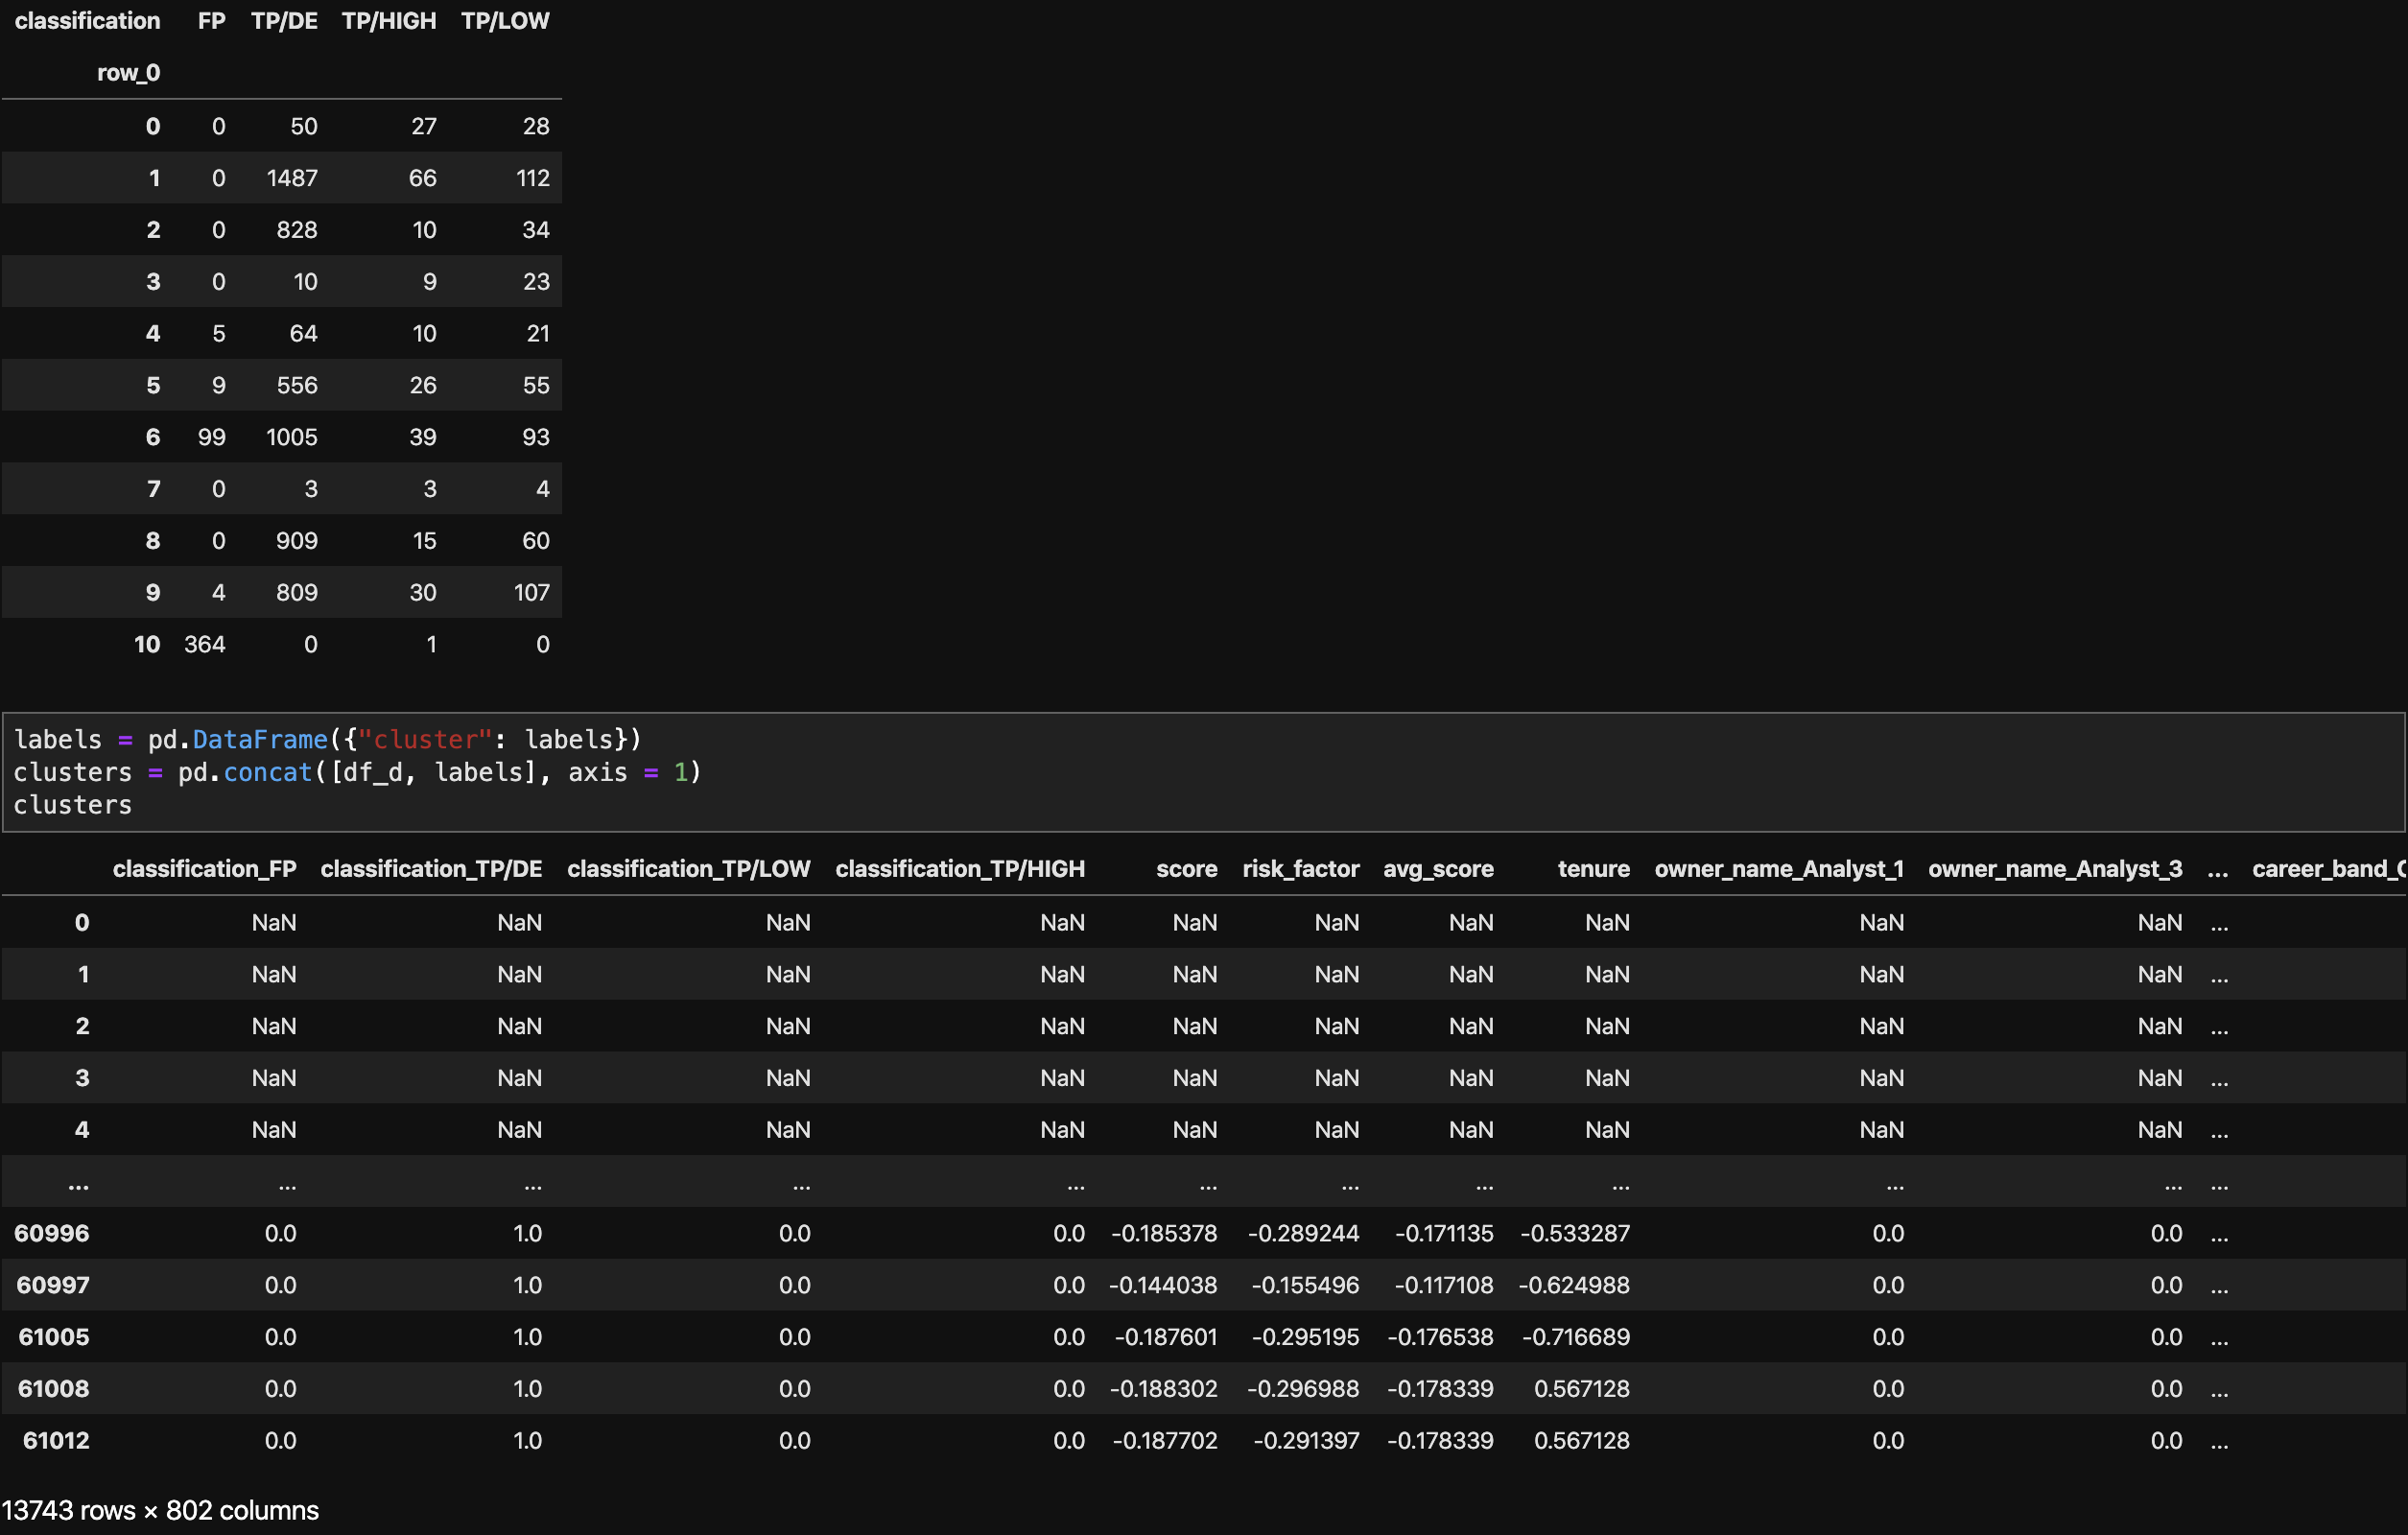 classification FP TP/DE TP/HIGH TP/LOW
row_0
0 0 50 27 28
1 0 1487 66 112
2 0 828 10 34
3 0 10 9 23
4 5 64 10 21
5 9 556 26 55
6 99 1005 39 93
7 0 3 3 4
8 0 909 15 60
9 4 809 30 107
10 364 0 1 0
labels = pd.DataFrame({"cluster": labels})
clusters = pd.concat([df_d, labels], axis = 1)
clusters
classification_FP classification_TP/DE classification_TP/LOW classification_TP/HIGH score risk_factor avg_score tenure owner_name_Analyst_1 owner_name_Analyst_3 ... career_band_
0 NaN NaN NaN NaN NaN NaN NaN NaN NaN NaN ...
1 NaN NaN NaN NaN NaN NaN NaN NaN NaN NaN ...
2 NaN NaN NaN NaN NaN NaN NaN NaN NaN NaN ...
3 NaN NaN NaN NaN NaN NaN NaN NaN NaN NaN ...
4 NaN NaN NaN NaN NaN NaN NaN NaN NaN NaN ...
... ... ... ... ... ... ... ... ... ... ... ...
60996 0.0 1.0 0.0 0.0 -0.185378 -0.289244 -0.171135 -0.533287 0.0 0.0 ...
60997 0.0 1.0 0.0 0.0 -0.144038 -0.155496 -0.117108 -0.624988 0.0 0.0 ...
61005 0.0 1.0 0.0 0.0 -0.187601 -0.295195 -0.176538 -0.716689 0.0 0.0 ...
61008 0.0 1.0 0.0 0.0 -0.188302 -0.296988 -0.178339 0.567128 0.0 0.0 ...
61012 0.0 1.0 0.0 0.0 -0.187702 -0.291397 -0.178339 0.567128 0.0 0.0 ...
13743 rows × 802 columns